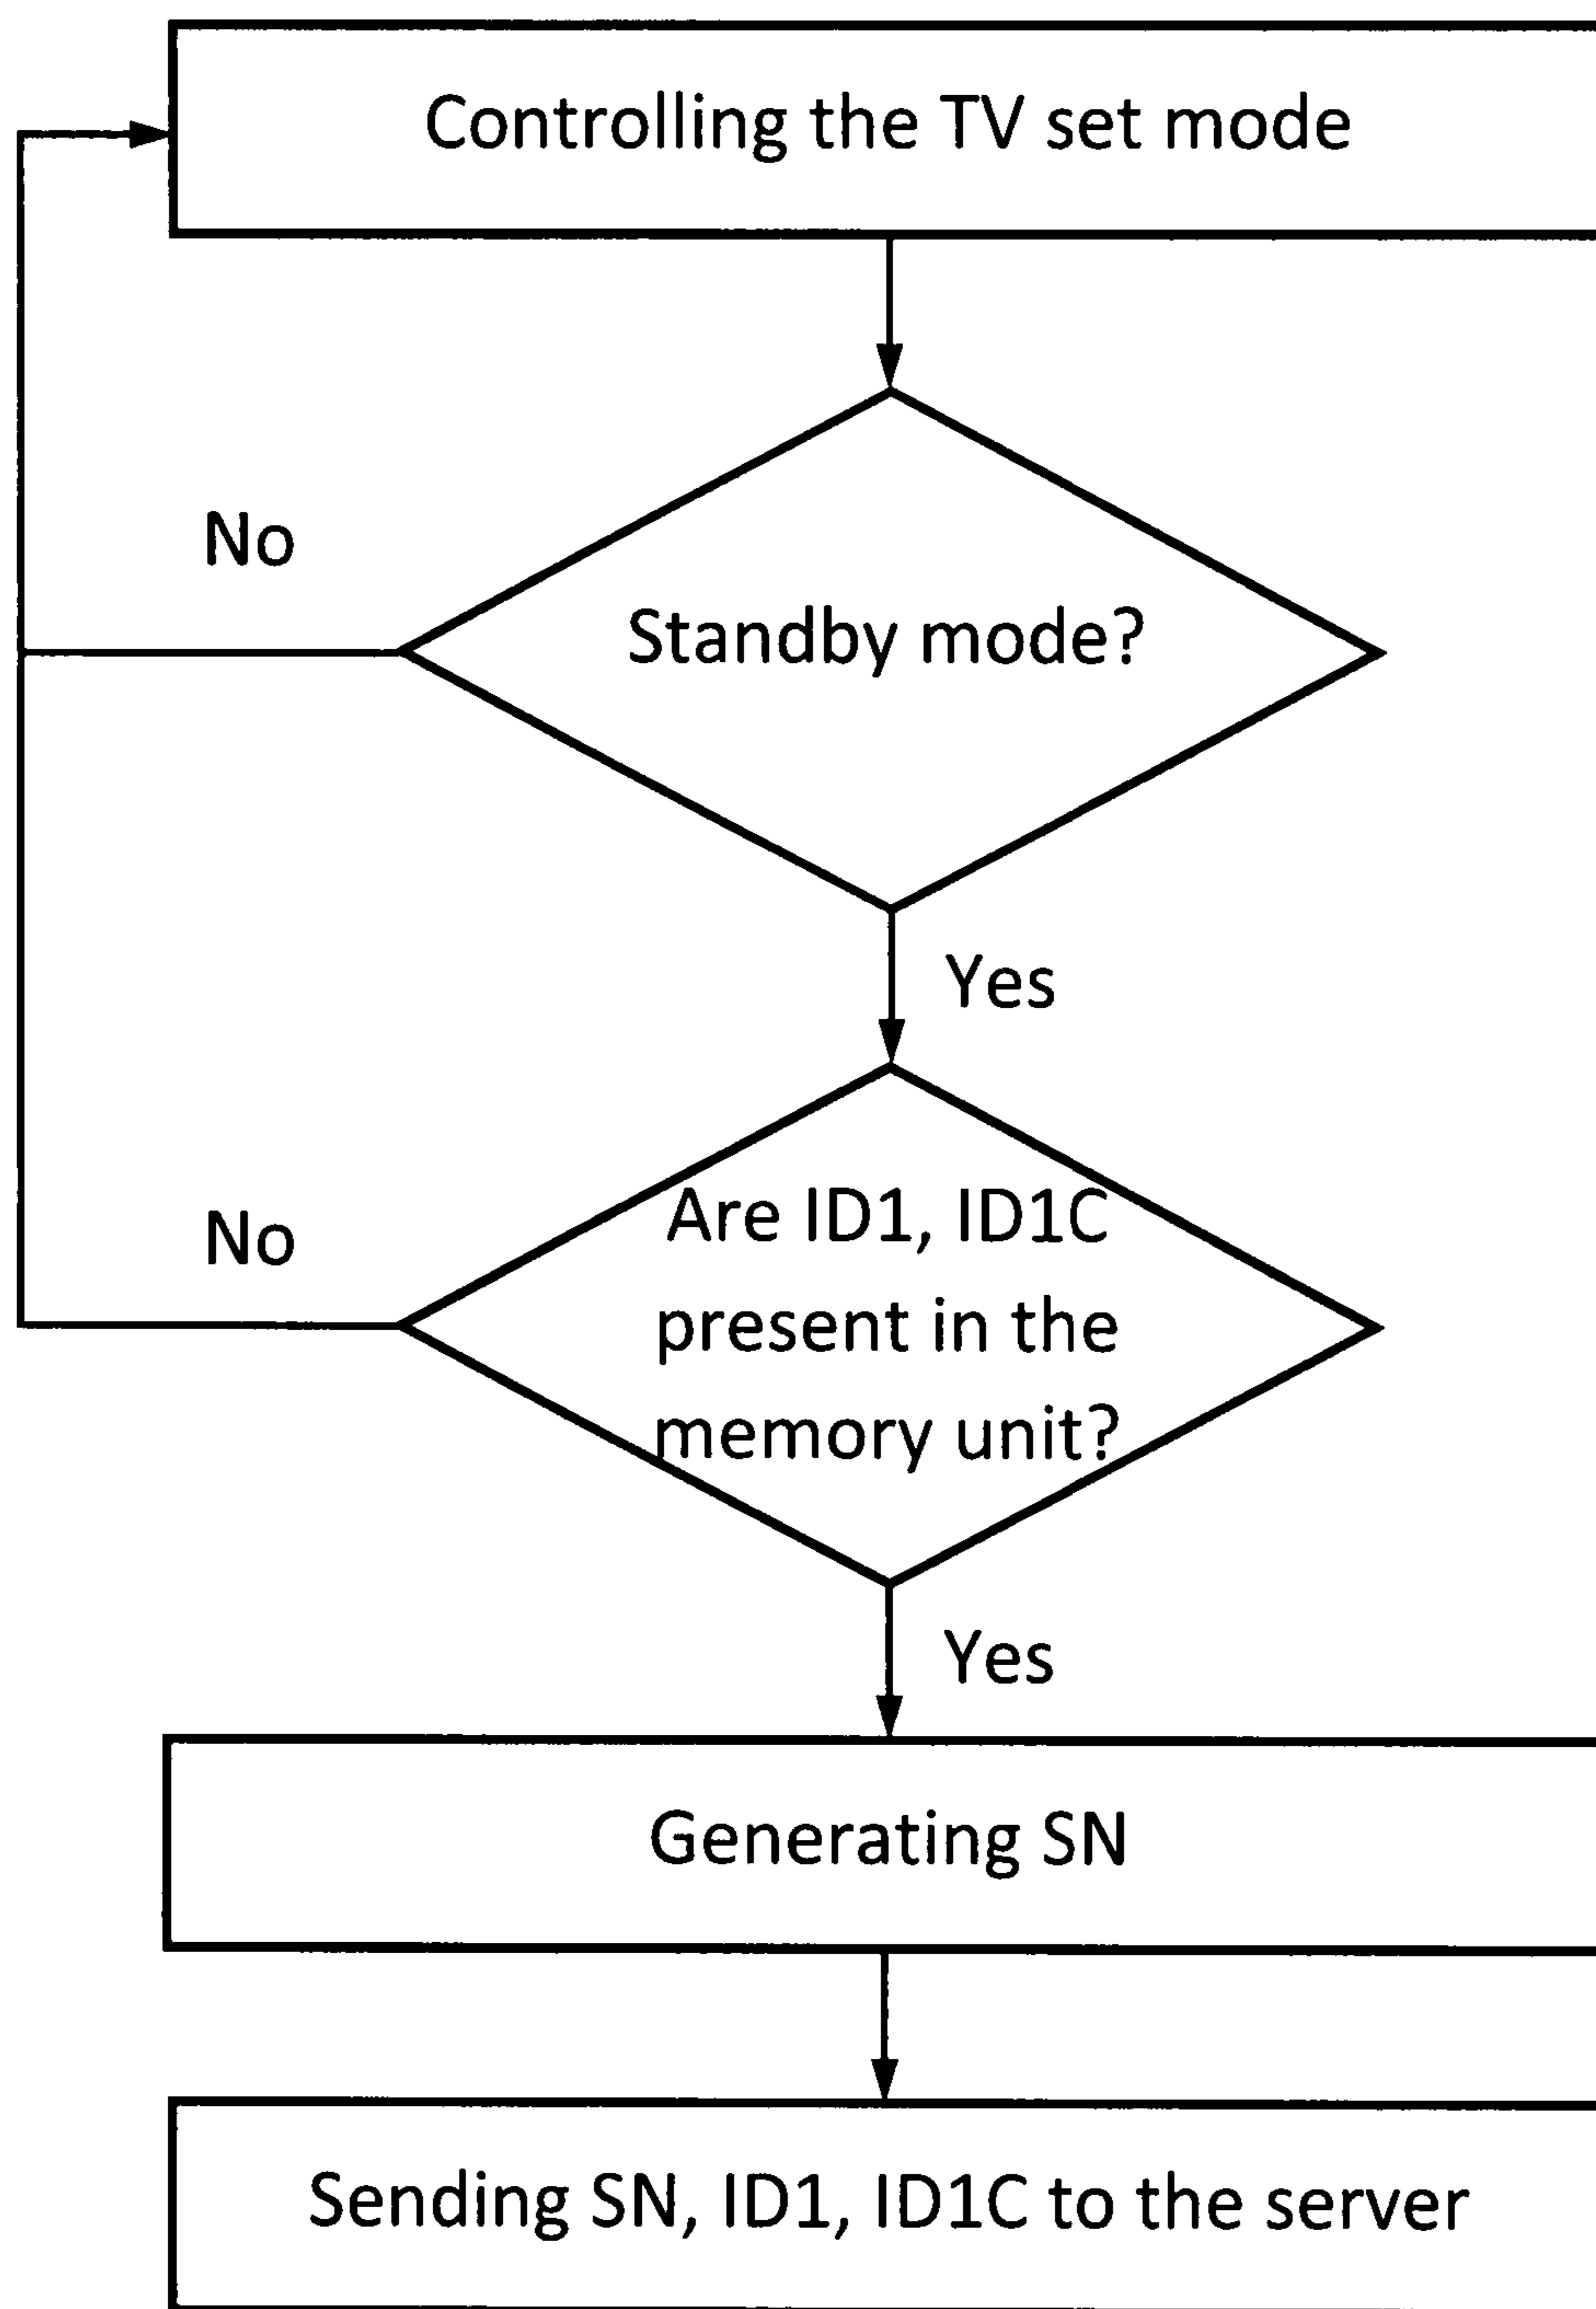 Controlling the TV set mode
No
Standby mode?
Yes
No
Are ID1, ID1C
present in the
memory unit?
Yes
Generating SN
Sending SN, ID1, ID1C to the server